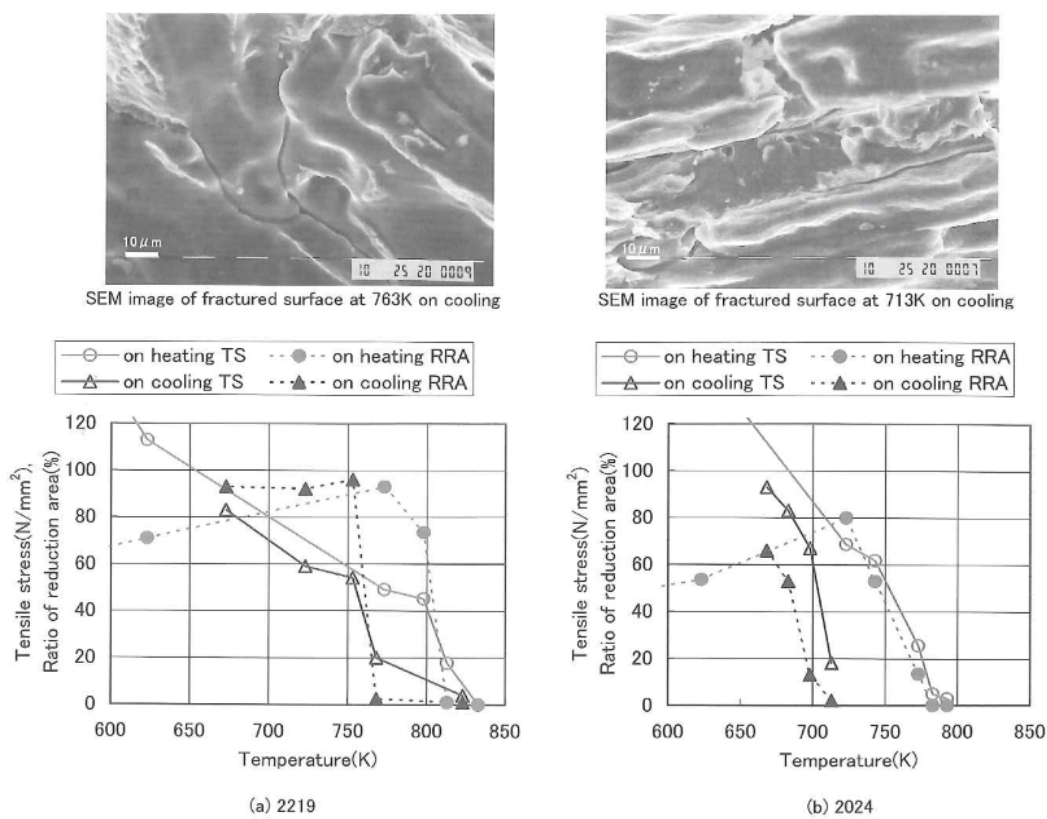 10μm
10 25 20 0009
SEM image of fractured surface at 763K on cooling
10μm
10 25 20 0007
SEM image of fractured surface at 713K on cooling
on heating TS
on heating RRA
on cooling TS
on cooling RRA
Tensile stress(N/mm²),
Ratio of reduction area(%)
120
100
80
60
40
20
0
600
650
700
750
800
850
Temperature(K)
(a) 2219
on heating TS
on heating RRA
on cooling TS
on cooling RRA
Tensile stress(N/mm²)
Ratio of reduction area(%)
120
100
80
60
40
20
0
600
650
700
750
800
850
Temperature(K)
(b) 2024